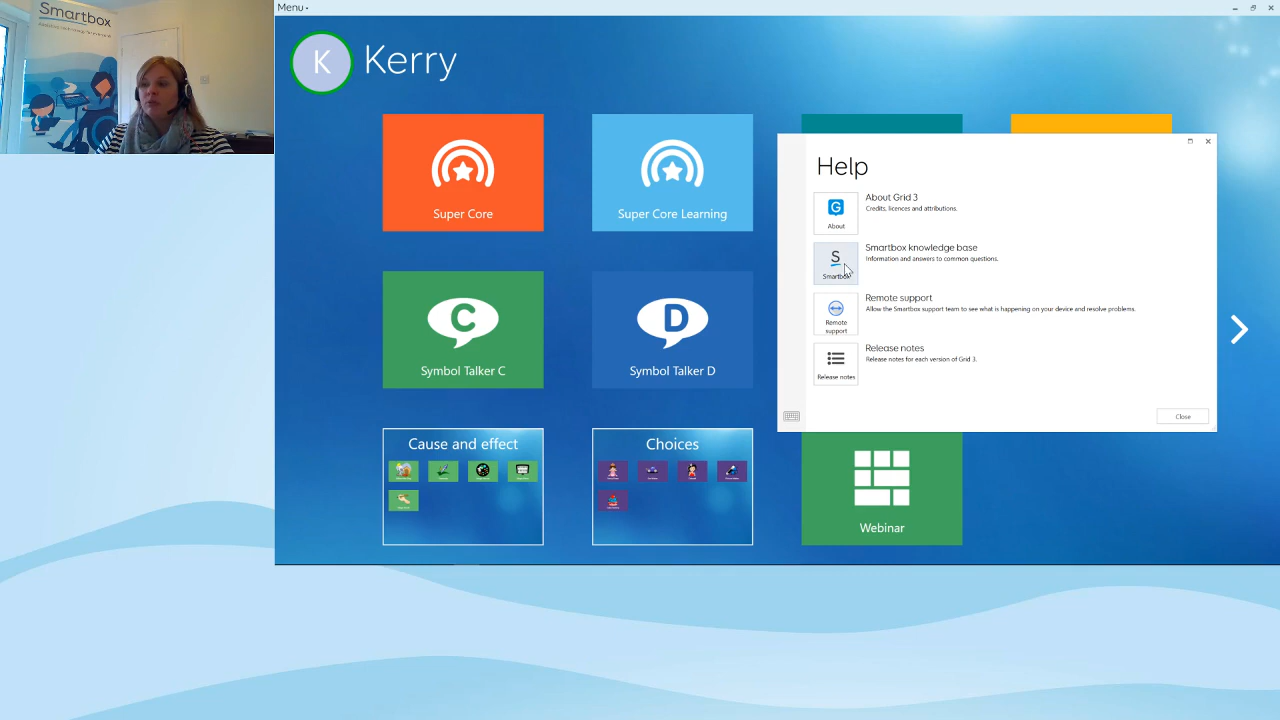 Smartbox
Menu
K
Kerry
Super Core
Super Core Learning
Symbol Talker C
C
Symbol Talker D
D
Cause and effect
Choices
Webinar
Help
About Grid 3
Credits, licences and attributions.
G
About
Smartbox knowledge base
Information and answers to common questions.
S
Smartbox
Remote support
Allow the Smartbox support team to see what is happening on your device and resolve problems.
Remote
support
Release notes
Release notes for each version of Grid 3.
Release notes
Close